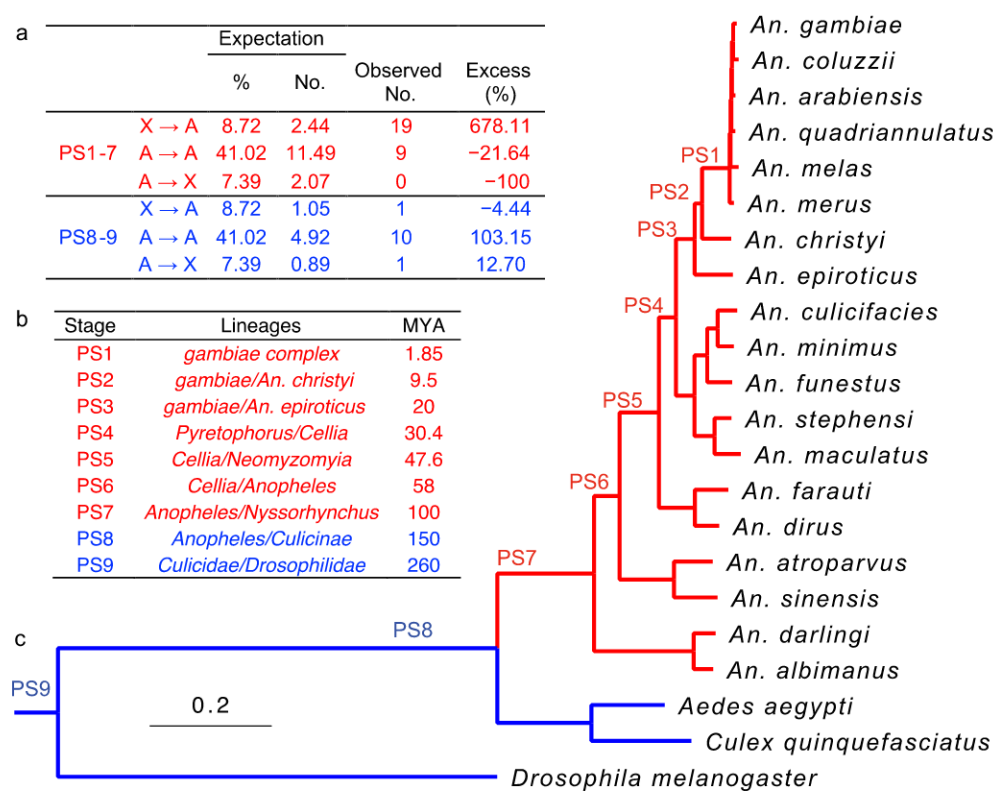 a
Expectation
% No. Observed No. Excess (%)
PS1-7
X → A 8.72 2.44 19 678.11
A → A 41.02 11.49 9 −21.64
A → X 7.39 2.07 0 −100
PS8-9
X → A 8.72 1.05 1 −4.44
A → A 41.02 4.92 10 103.15
A → X 7.39 0.89 1 12.70
b
Stage Lineages MYA
PS1 gambiae complex 1.85
PS2 gambiae/An. christyi 9.5
PS3 gambiae/An. epiroticus 20
PS4 Pyretophorus/Cellia 30.4
PS5 Cellia/Neomyzomyia 47.6
PS6 Cellia/Anopheles 58
PS7 Anopheles/Nyssorhynchus 100
PS8 Anopheles/Culicinae 150
PS9 Culicidae/Drosophilidae 260
c
PS9
PS8
PS7
PS6
PS5
PS4
PS3
PS2
PS1
0.2
An. gambiae
An. coluzzii
An. arabiensis
An. quadriannulatus
An. melas
An. merus
An. christyi
An. epiroticus
An. culicifacies
An. minimus
An. funestus
An. stephensi
An. maculatus
An. farauti
An. dirus
An. atroparvus
An. sinensis
An. darlingi
An. albimanus
Aedes aegypti
Culex quinquefasciatus
Drosophila melanogaster